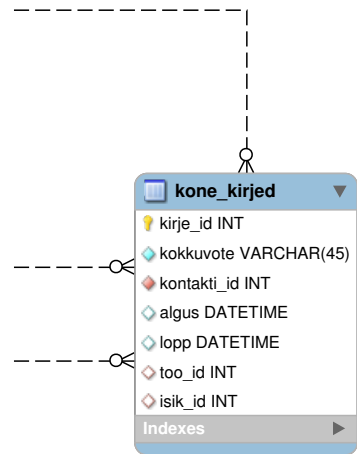 kone_kirjed
kirje_id INT
kokkuvote VARCHAR(45)
kontakti_id INT
algus DATETIME
lopp DATETIME
too_id INT
isik_id INT
Indexes